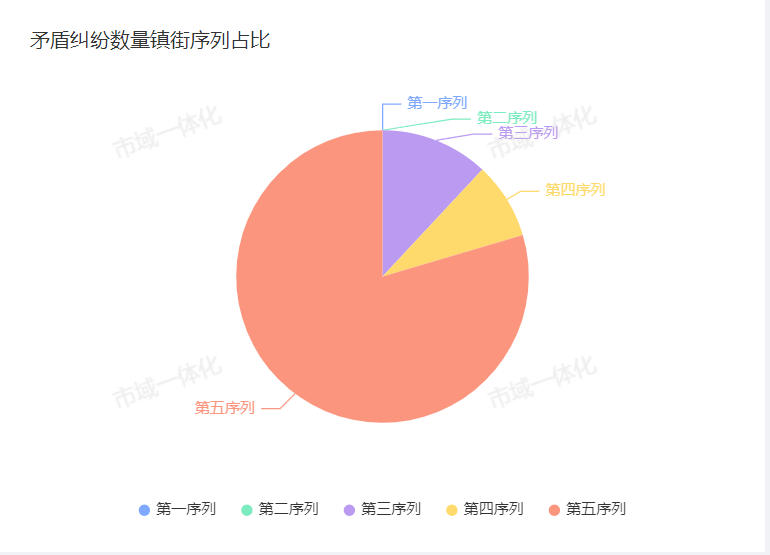 矛盾纠纷数量镇街序列占比
第一序列
第二序列
第三序列
第四序列
第五序列
市域一体化
市域一体化
市域一体化
市域一体化
第一序列 第二序列 第三序列 第四序列 第五序列